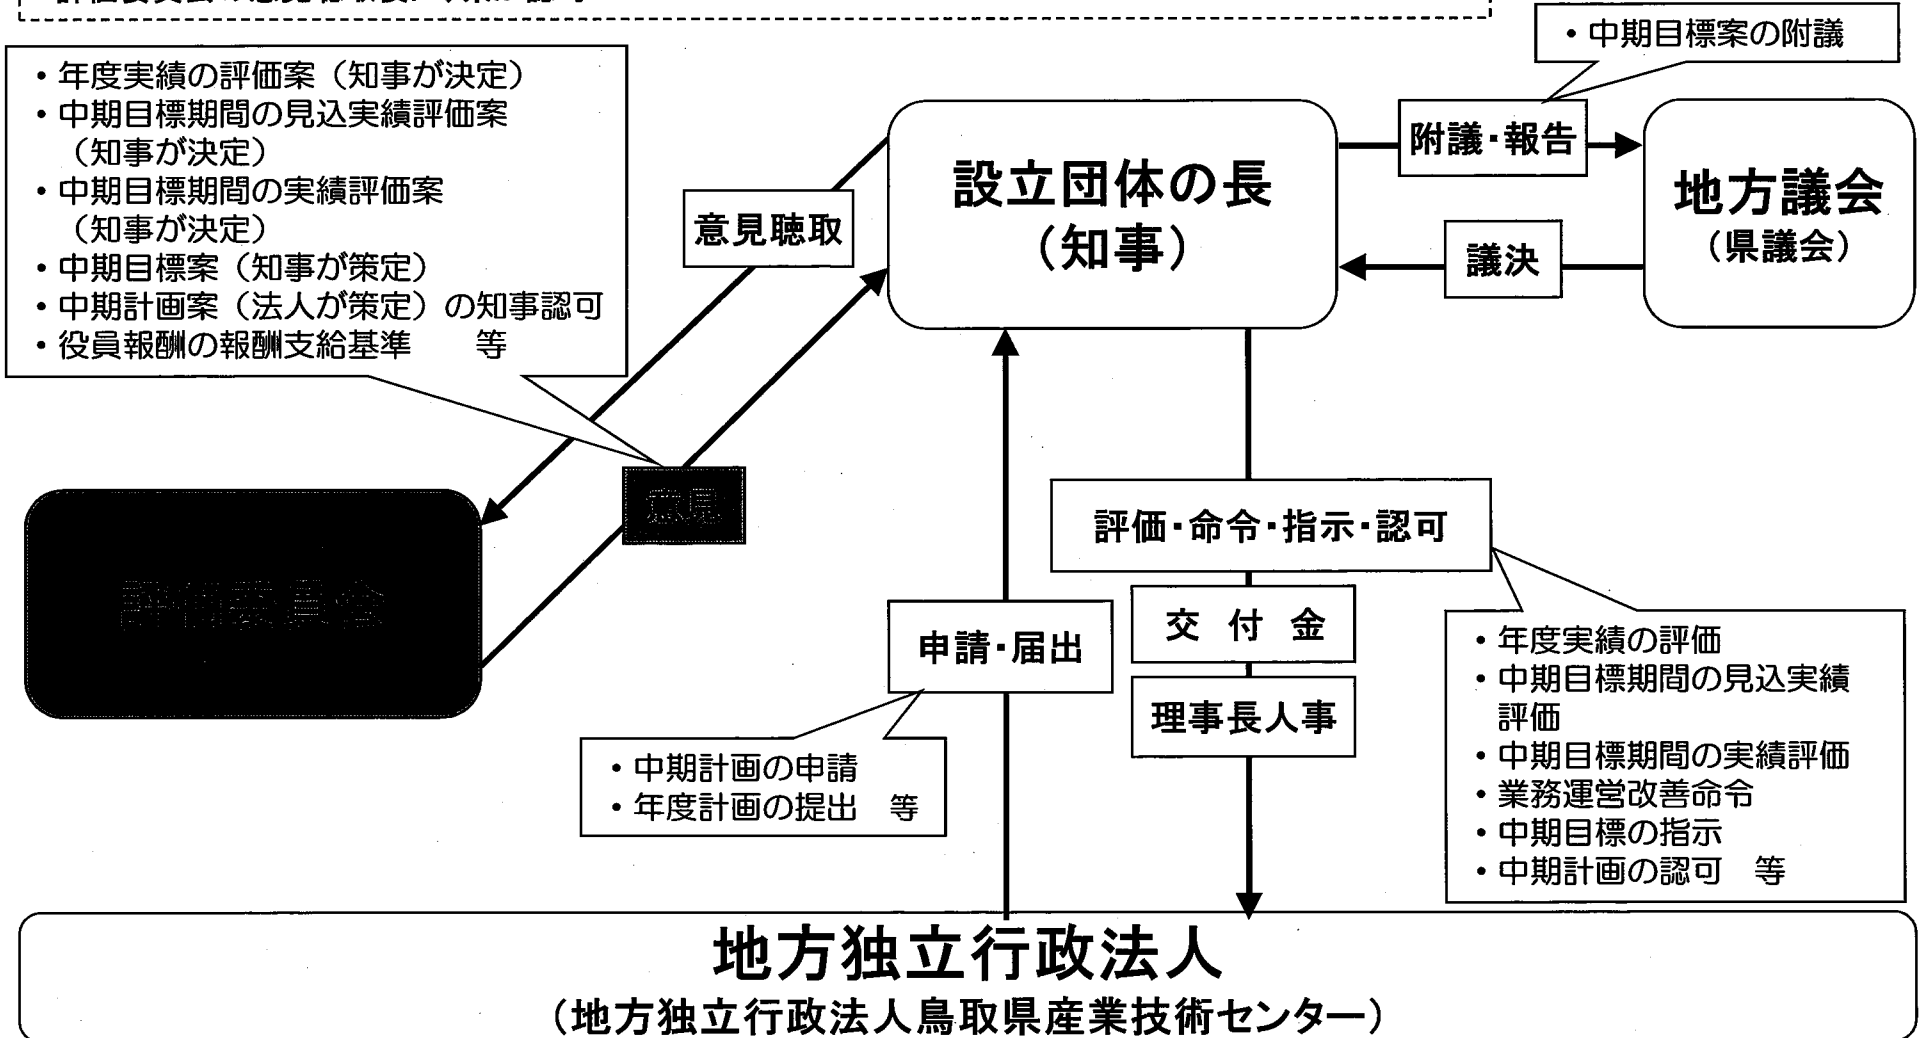 ・中期目標案の附議
・年度実績の評価案（知事が決定）
・中期目標期間の見込実績評価案
（知事が決定）
・中期目標期間の実績評価案
（知事が決定）
・中期目標案（知事が策定）
・中期計画案（法人が策定）の知事認可
・役員報酬の報酬支給基準　等
意見聴取
設立団体の長
（知事）
附議・報告
議決
地方議会
（県議会）
意見
評価委員会
評価・命令・指示・認可
交 付 金
理事長人事
申請・届出
・中期計画の申請
・年度計画の提出　等
・年度実績の評価
・中期目標期間の見込実績
評価
・中期目標期間の実績評価
・業務運営改善命令
・中期目標の指示
・中期計画の認可　等
地方独立行政法人
（地方独立行政法人鳥取県産業技術センター）